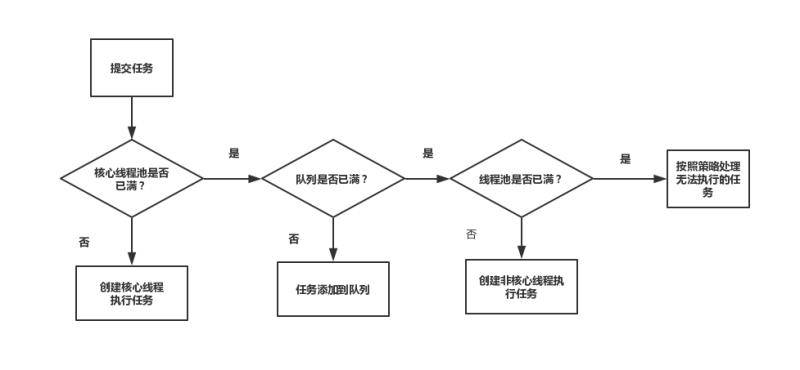 提交任务
核心线程池是否
已满？
是
队列是否已满？
是
线程池是否已满？
是
按照策略处理
无法执行的任
务
否
创建核心线程
执行任务
否
任务添加到队列
否
创建非核心线程执
行任务